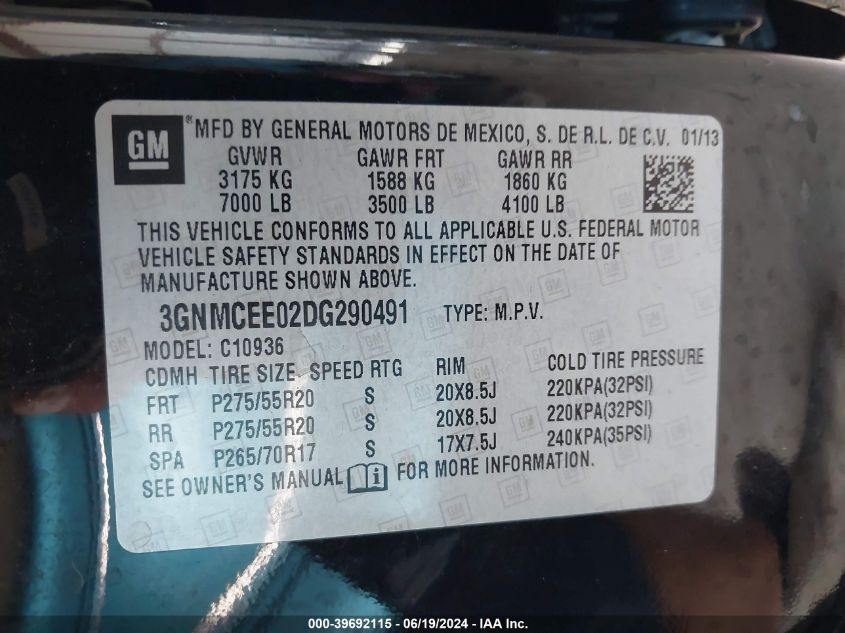 GM ® MFD BY GENERAL MOTORS DE MEXICO, S. DE R.L. DE C.V. 01/13
GVWR GAWR FRT GAWR RR
3175 KG 1588 KG 1860 KG
7000 LB 3500 LB 4100 LB
THIS VEHICLE CONFORMS TO ALL APPLICABLE U.S. FEDERAL MOTOR
VEHICLE SAFETY STANDARDS IN EFFECT ON THE DATE OF
MANUFACTURE SHOWN ABOVE.
3GNMCEE02DG290491 TYPE: M.P.V.
MODEL: C10936
CDMH TIRE SIZE SPEED RTG RIM COLD TIRE PRESSURE
FRT P275/55R20 S 20X8.5J 220KPA(32PSI)
RR P275/55R20 S 20X8.5J 220KPA(32PSI)
SPA P265/70R17 S 17X7.5J 240KPA(35PSI)
SEE OWNER'S MANUAL i FOR MORE INFORMATION.
000-39692115 - 06/19/2024 - IAA Inc.